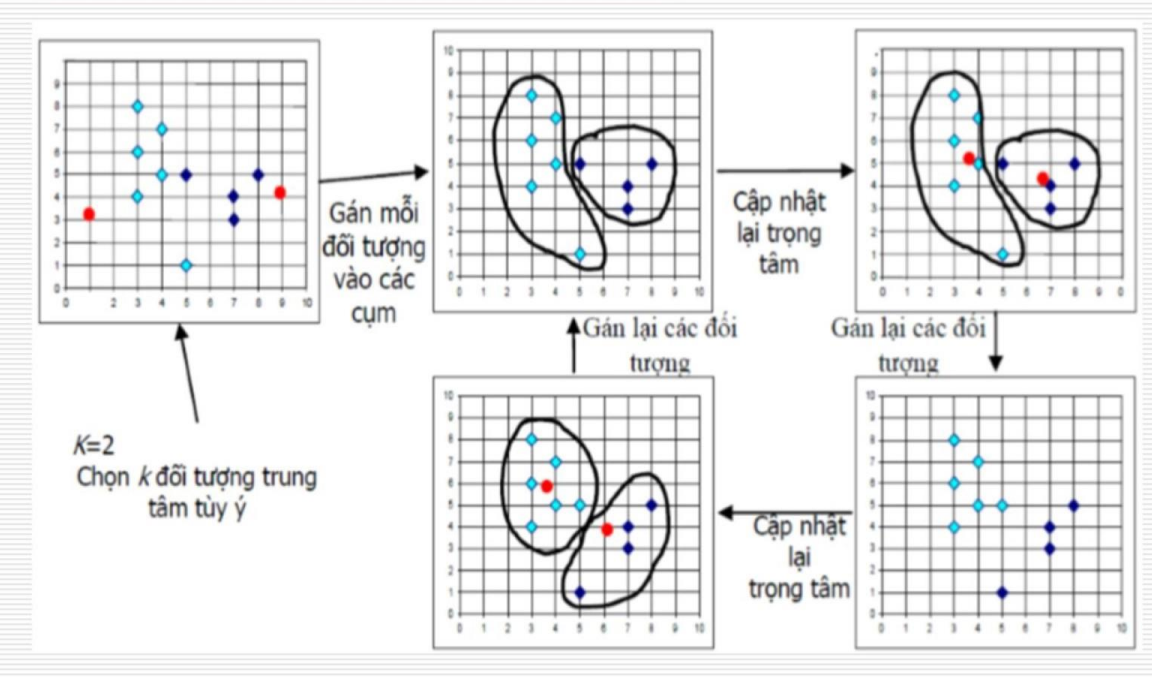 Gán mỗi
đối tượng
vào các
cụm
Cập nhật
lại trọng
tâm
Gán lại các đối
tượng
Gán lại các đối
tượng
K=2
Chọn k đối tượng trung
tâm tùy ý
Cập nhật
lại
trọng tâm